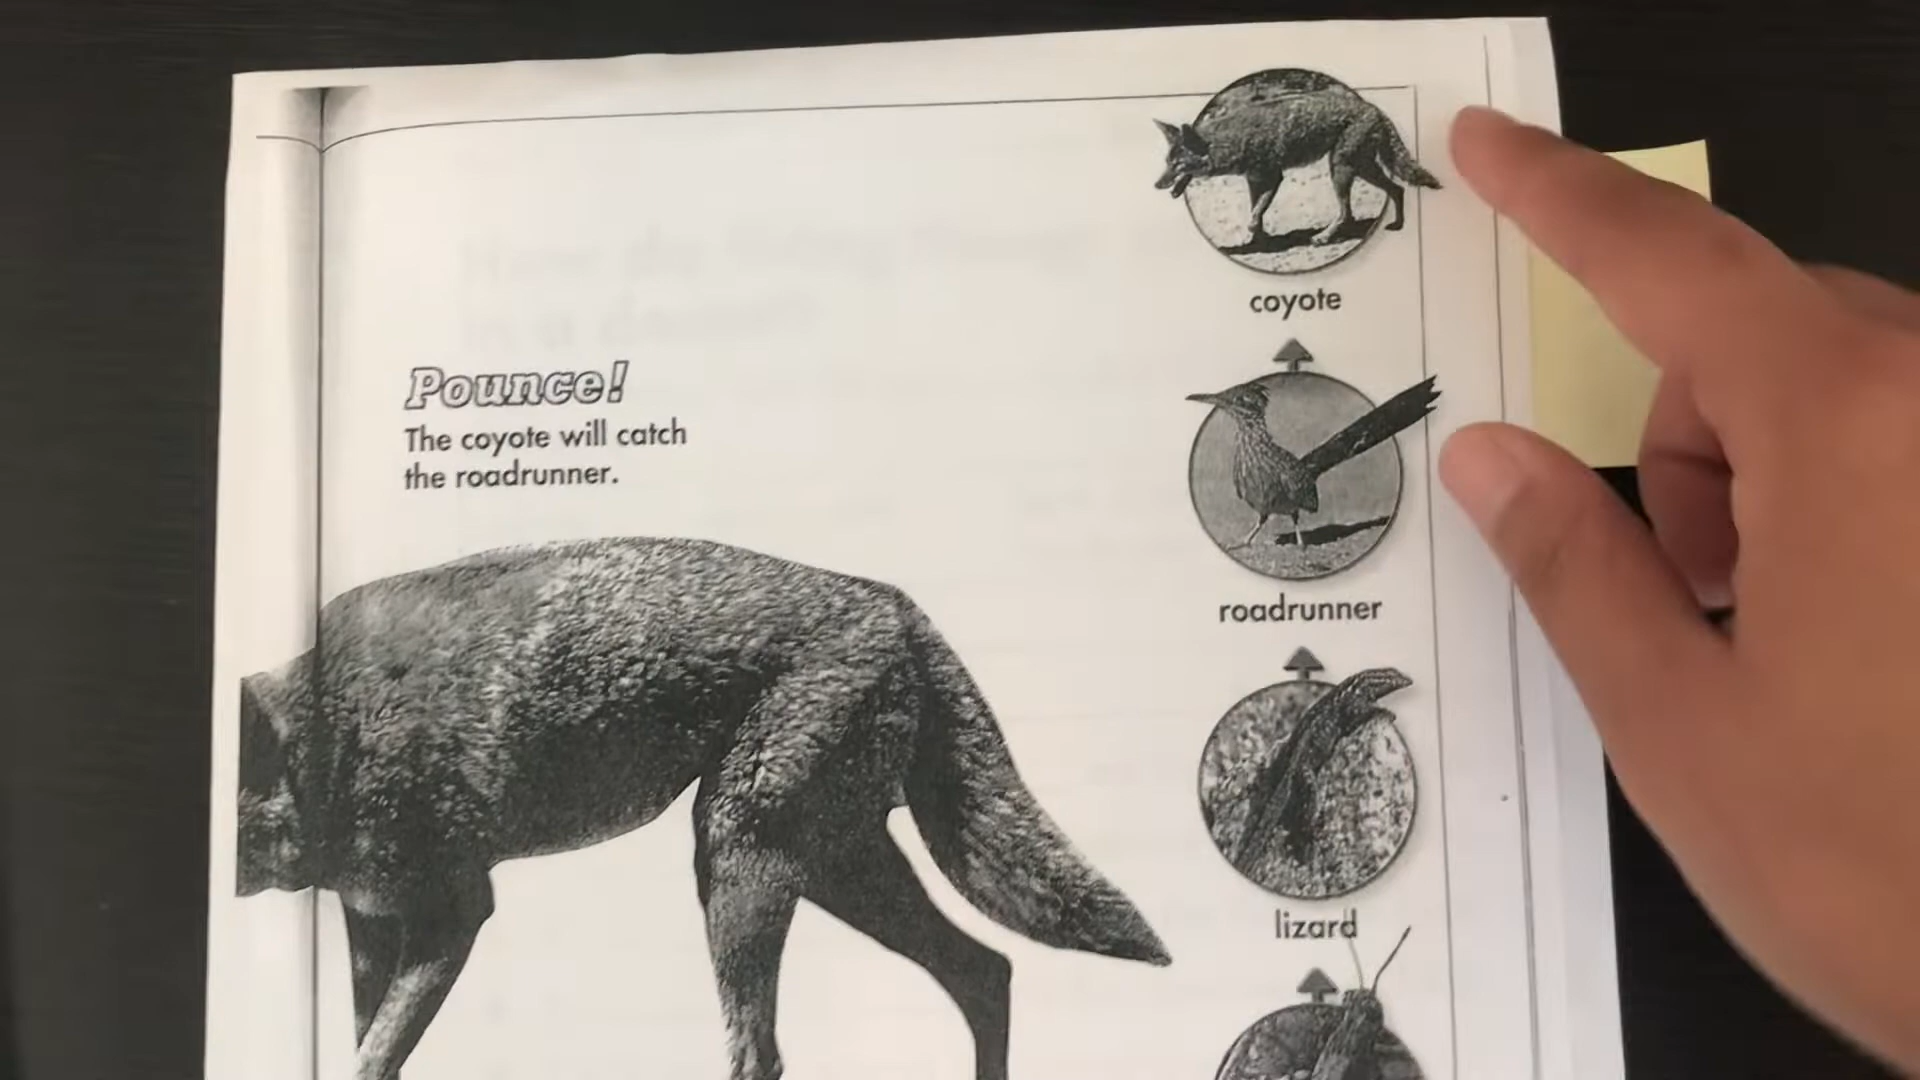 Pounce!
The coyote will catch
the roadrunner.
coyote
roadrunner
lizard